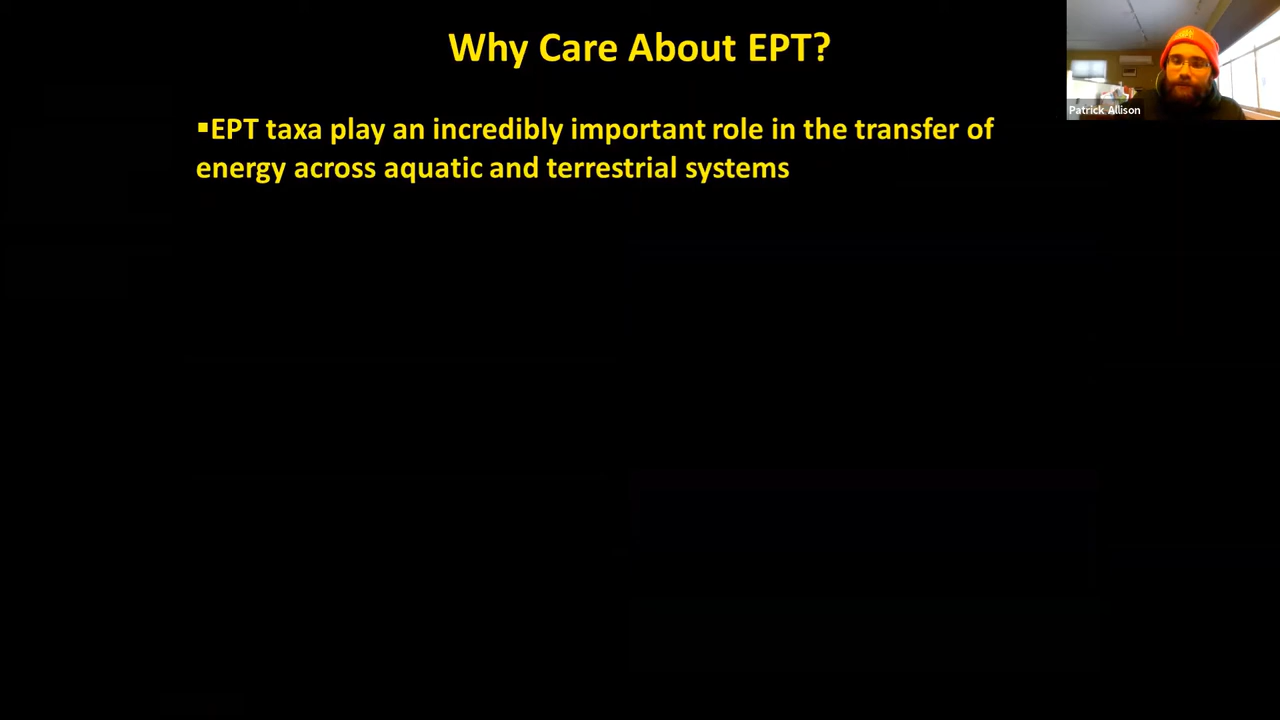 Why Care About EPT?
▪EPT taxa play an incredibly important role in the transfer of
energy across aquatic and terrestrial systems
Patrick Allison